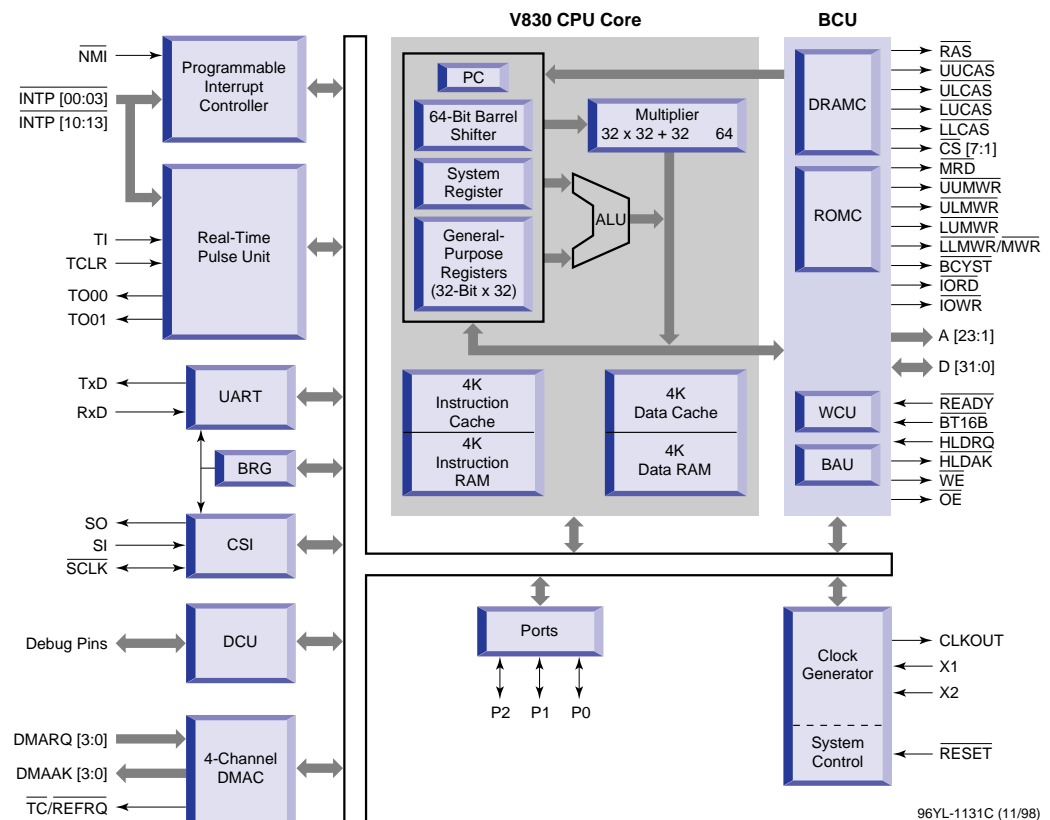 V830 CPU Core
BCU
NMI
INTP [00:03]
INTP [10:13]
Programmable
Interrupt
Controller
TI
TCLR
TO00
TO01
Real-Time
Pulse Unit
TxD
RxD
UART
BRG
SO
SI
SCLK
CSI
Debug Pins
DCU
DMARQ [3:0]
DMAAK [3:0]
TC/REFRQ
4-Channel
DMAC
PC
64-Bit Barrel
Shifter
System
Register
General-
Purpose
Registers
(32-Bit x 32)
Multiplier
32 x 32 + 32 64
ALU
4K
Instruction
Cache
4K
Instruction
RAM
4K
Data Cache
4K
Data RAM
DRAMC
ROMC
WCU
BAU
RAS
UUCAS
ULCAS
LUCAS
LLCAS
CS [7:1]
MRD
UUMWR
ULMWR
LUMWR
LLMWR/MWR
BCYST
IORD
IOWR
A [23:1]
D [31:0]
READY
BT16B
HLDRQ
HLDAK
WE
OE
Ports
P2 P1 P0
Clock
Generator
System
Control
CLKOUT
X1
X2
RESET
96YL-1131C (11/98)